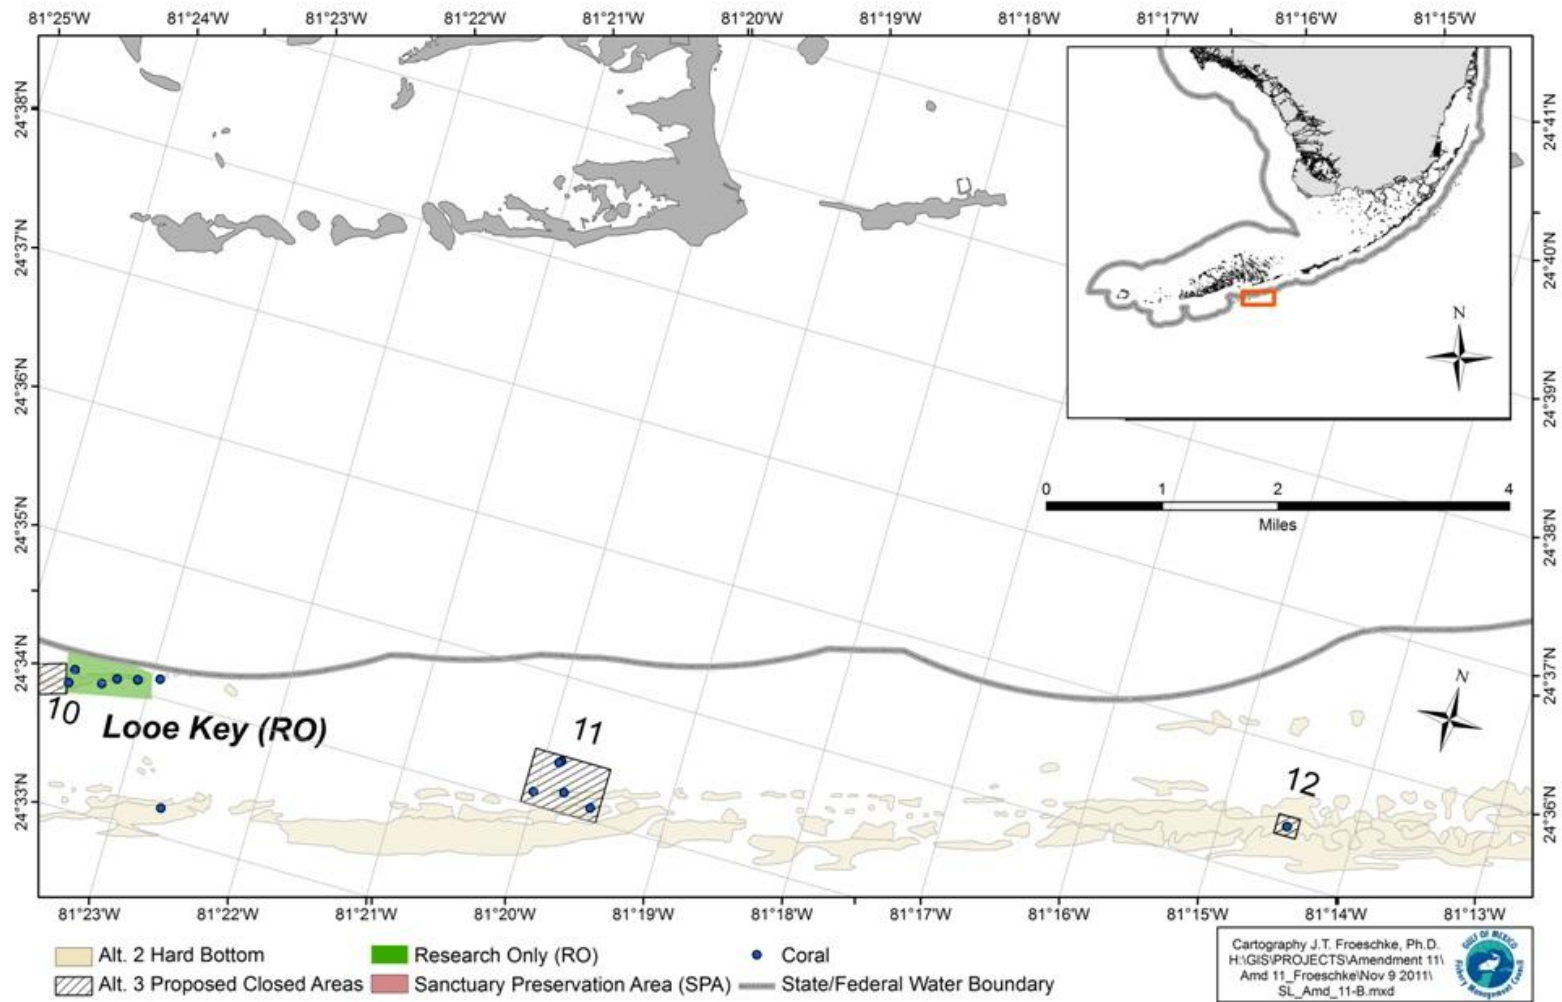 81°25'W 81°24'W 81°23'W 81°22'W 81°21'W 81°20'W 81°19'W 81°18'W 81°17'W 81°16'W 81°15'W
24°38'N
24°37'N
24°36'N
24°35'N
24°34'N
24°33'N
24°41'N
24°40'N
24°39'N
24°38'N
24°37'N
24°36'N
N
0 1 2 4
Miles
N
10
Looe Key (RO)
11
12
81°23'W 81°22'W 81°21'W 81°20'W 81°19'W 81°18'W 81°17'W 81°16'W 81°15'W 81°14'W 81°13'W
Alt. 2 Hard Bottom
Alt. 3 Proposed Closed Areas
Research Only (RO)
Sanctuary Preservation Area (SPA)
Coral
State/Federal Water Boundary
Cartography J.T. Froeschke, Ph.D.
H:\GIS\PROJECTS\Amendment 11\
Amd 11_Froeschke\Nov 9 2011\
SL_Amd_11-B.mxd
GULF OF MEXICO
Fishery Management Council